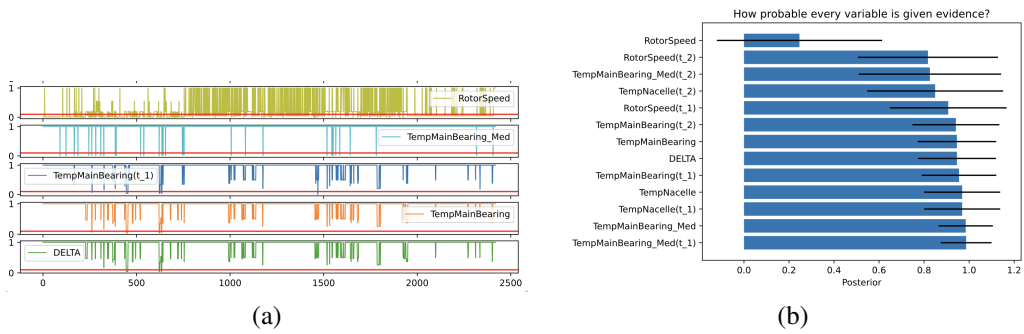 1
0
RotorSpeed
1
0
TempMainBearing_Med
1
0
TempMainBearing(t_1)
1
0
TempMainBearing
1
0
DELTA
0 500 1000 1500 2000 2500
(a)
How probable every variable is given evidence?
RotorSpeed
RotorSpeed(t_2)
TempMainBearing_Med(t_2)
TempNacelle(t_2)
RotorSpeed(t_1)
TempMainBearing(t_2)
TempMainBearing
DELTA
TempMainBearing(t_1)
TempNacelle
TempNacelle(t_1)
TempMainBearing_Med
TempMainBearing_Med(t_1)
0.0 0.2 0.4 0.6 0.8 1.0 1.2
Posterior
(b)